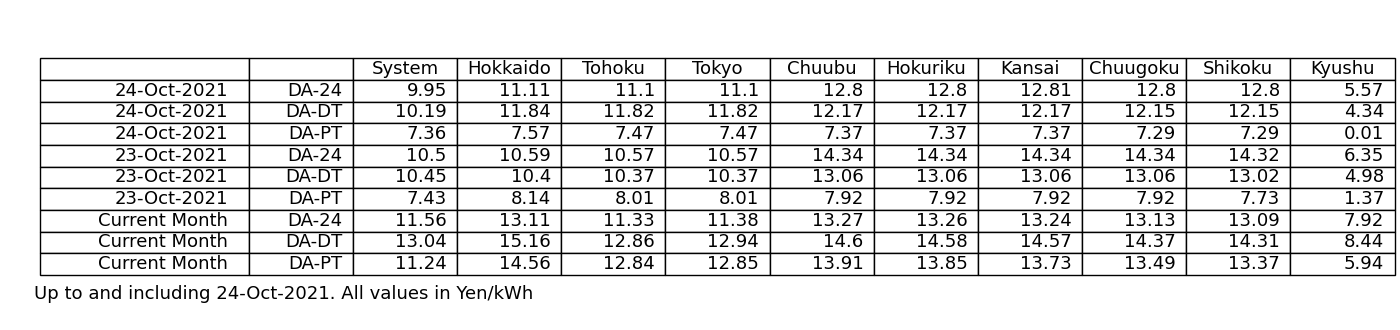 System Hokkaido Tohoku Tokyo Chuubu Hokuriku Kansai Chuugoku Shikoku Kyushu
24-Oct-2021 DA-24 9.95 11.11 11.1 11.1 12.8 12.8 12.81 12.8 12.8 5.57
24-Oct-2021 DA-DT 10.19 11.84 11.82 11.82 12.17 12.17 12.17 12.15 12.15 4.34
24-Oct-2021 DA-PT 7.36 7.57 7.47 7.47 7.37 7.37 7.37 7.29 7.29 0.01
23-Oct-2021 DA-24 10.5 10.59 10.57 10.57 14.34 14.34 14.34 14.34 14.32 6.35
23-Oct-2021 DA-DT 10.45 10.4 10.37 10.37 13.06 13.06 13.06 13.06 13.02 4.98
23-Oct-2021 DA-PT 7.43 8.14 8.01 8.01 7.92 7.92 7.92 7.92 7.73 1.37
Current Month DA-24 11.56 13.11 11.33 11.38 13.27 13.26 13.24 13.13 13.09 7.92
Current Month DA-DT 13.04 15.16 12.86 12.94 14.6 14.58 14.57 14.37 14.31 8.44
Current Month DA-PT 11.24 14.56 12.84 12.85 13.91 13.85 13.73 13.49 13.37 5.94
Up to and including 24-Oct-2021. All values in Yen/kWh